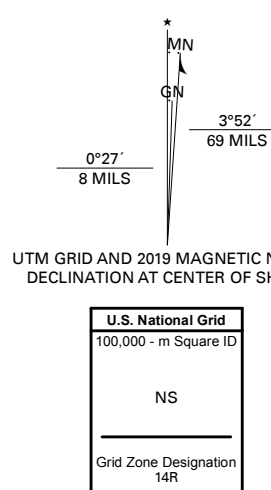 ★
MN
GN
3°52´
69 MILS
0°27´
8 MILS
UTM GRID AND 2019 MAGNETIC
DECLINATION AT CENTER OF
U.S. National Grid
100,000 - m Square ID
NS
Grid Zone Designation
14R